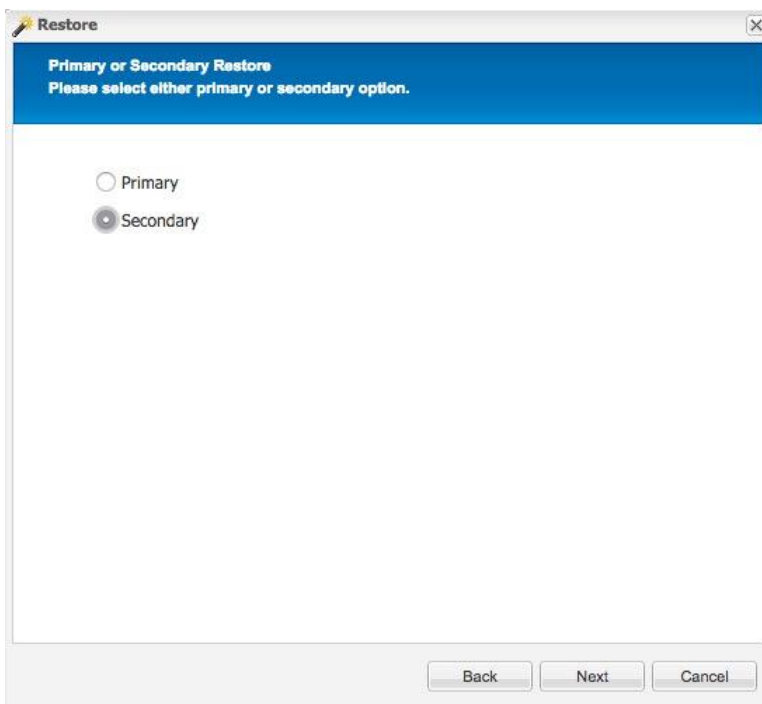 Restore
Primary or Secondary Restore
Please select either primary or secondary option.
Primary
Secondary
Back Next Cancel